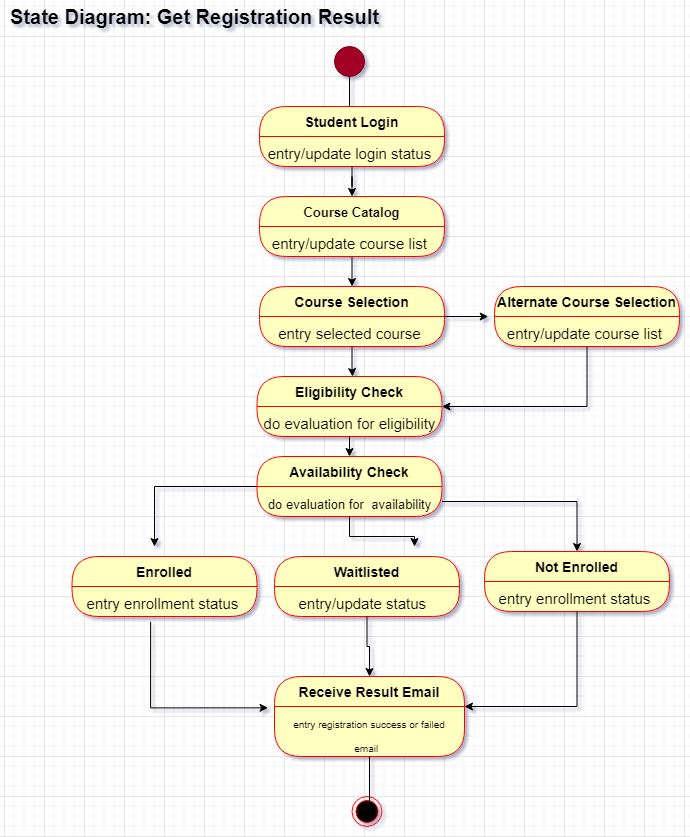 State Diagram: Get Registration Result
Student Login
entry/update login status
Course Catalog
entry/update course list
Course Selection
entry selected course
Alternate Course Selection
entry/update course list
Eligibility Check
do evaluation for eligibility
Availability Check
do evaluation for  availability
Enrolled
entry enrollment status
Waitlisted
entry/update status
Not Enrolled
entry enrollment status
Receive Result Email
entry registration success or failed
email